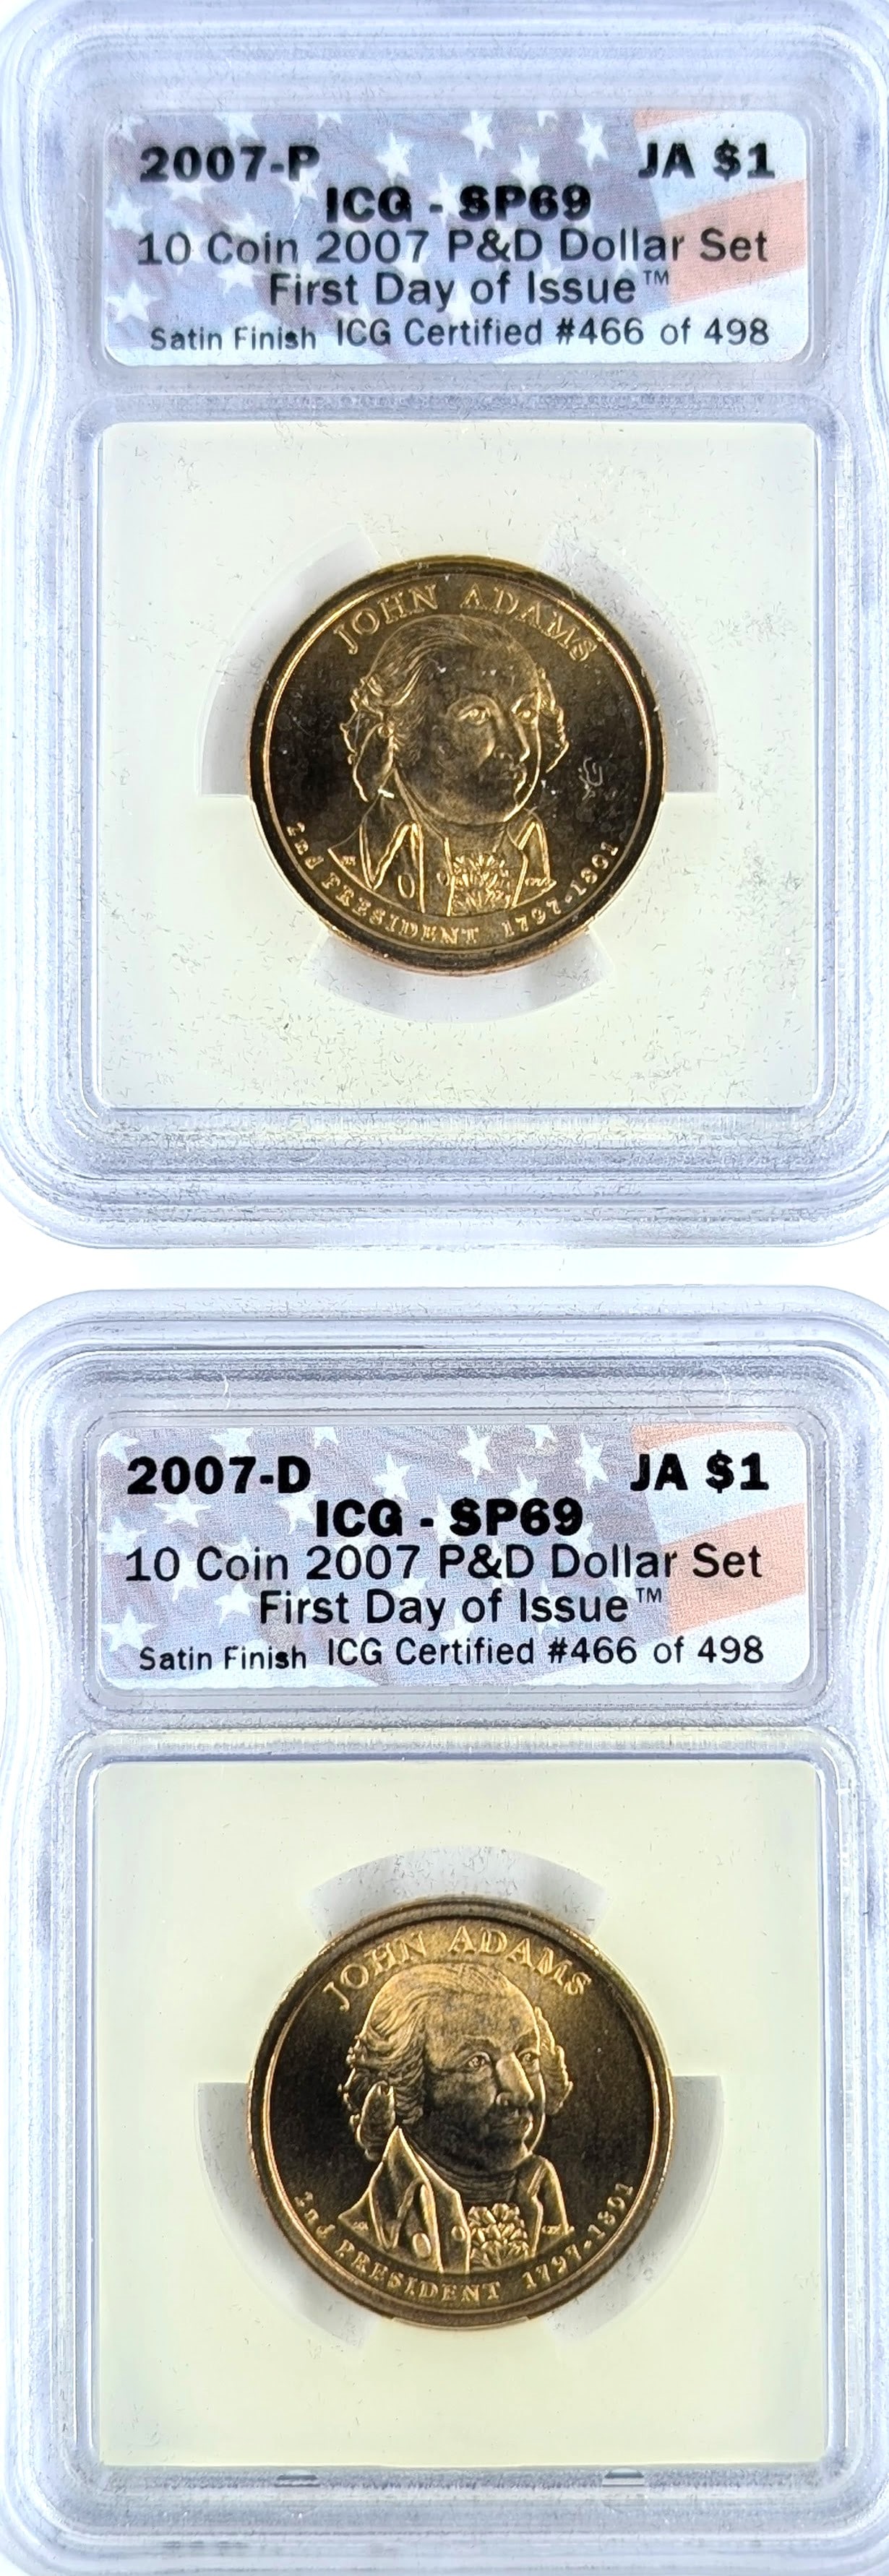 2007-P JA $1
ICG - SP69
10 Coin 2007 P&D Dollar Set
First Day of Issue™
Satin Finish ICG Certified #466 of 498
JOHN ADAMS
2nd PRESIDENT 1797-1801
2007-D JA $1
ICG - SP69
10 Coin 2007 P&D Dollar Set
First Day of Issue™
Satin Finish ICG Certified #466 of 498
JOHN ADAMS
2nd PRESIDENT 1797-1801